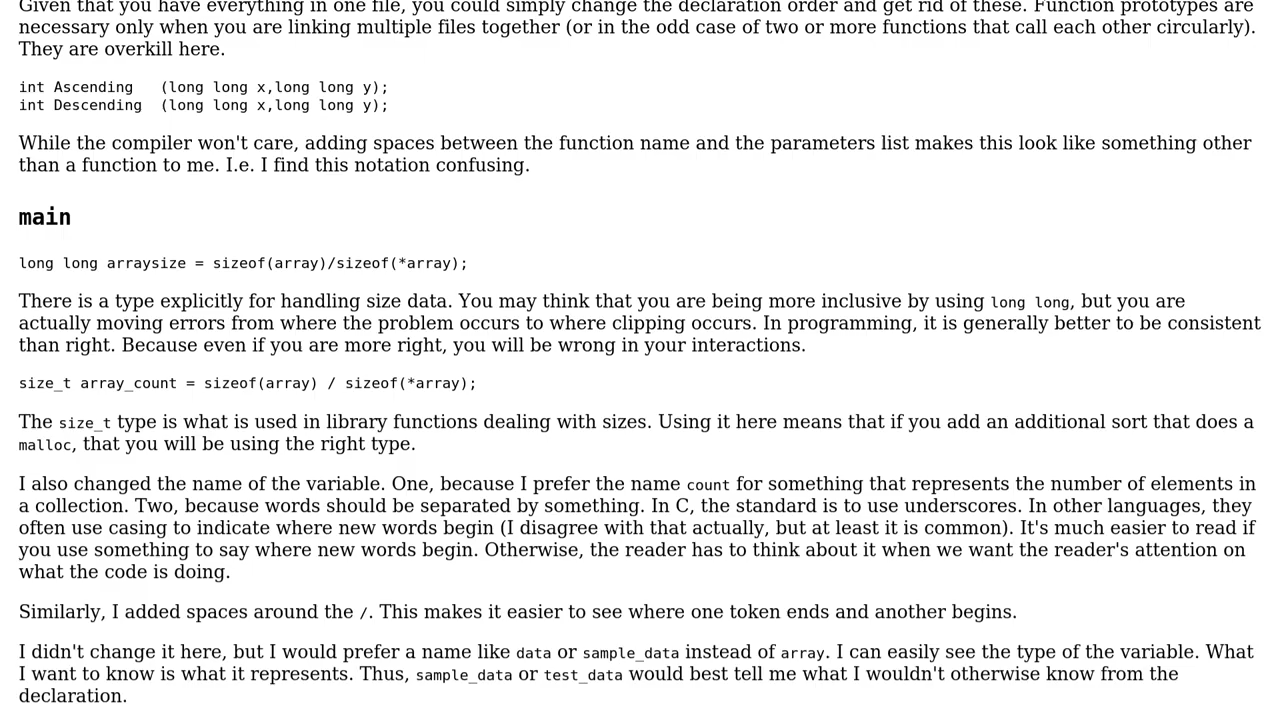 Given that you have everything in one file, you could simply change the declaration order and get rid of these. Function prototypes are
necessary only when you are linking multiple files together (or in the odd case of two or more functions that call each other circularly).
They are overkill here.
int Ascending   (long long x,long long y);
int Descending  (long long x,long long y);
While the compiler won't care, adding spaces between the function name and the parameters list makes this look like something other
than a function to me. I.e. I find this notation confusing.
main
long long arraysize = sizeof(array)/sizeof(*array);
There is a type explicitly for handling size data. You may think that you are being more inclusive by using long long, but you are
actually moving errors from where the problem occurs to where clipping occurs. In programming, it is generally better to be consistent
than right. Because even if you are more right, you will be wrong in your interactions.
size_t array_count = sizeof(array) / sizeof(*array);
The size_t type is what is used in library functions dealing with sizes. Using it here means that if you add an additional sort that does a
malloc, that you will be using the right type.
I also changed the name of the variable. One, because I prefer the name count for something that represents the number of elements in
a collection. Two, because words should be separated by something. In C, the standard is to use underscores. In other languages, they
often use casing to indicate where new words begin (I disagree with that actually, but at least it is common). It's much easier to read if
you use something to say where new words begin. Otherwise, the reader has to think about it when we want the reader's attention on
what the code is doing.
Similarly, I added spaces around the /. This makes it easier to see where one token ends and another begins.
I didn't change it here, but I would prefer a name like data or sample_data instead of array. I can easily see the type of the variable. What
I want to know is what it represents. Thus, sample_data or test_data would best tell me what I wouldn't otherwise know from the
declaration.